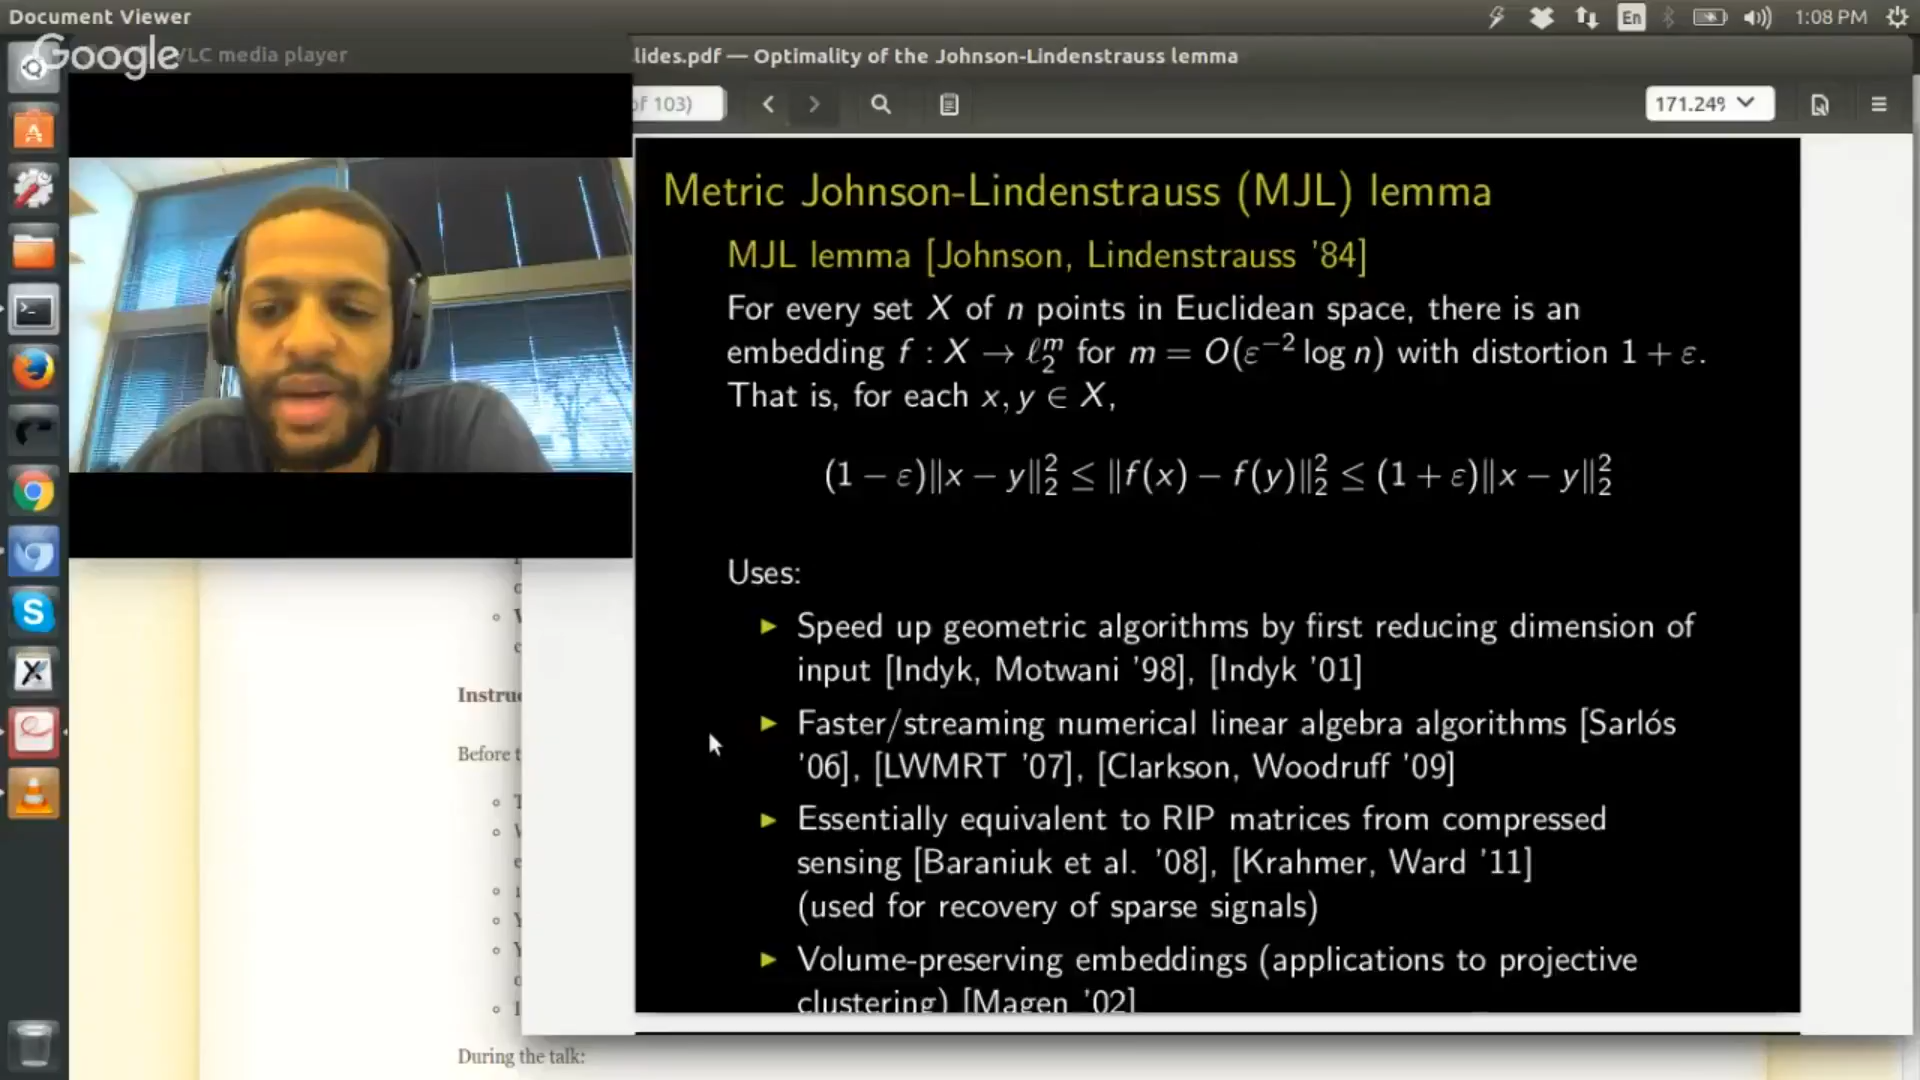 Document Viewer
En
1:08 PM
Google
VLC media player
lides.pdf — Optimality of the Johnson-Lindenstrauss lemma
of 103)
171.24%
Metric Johnson-Lindenstrauss (MJL) lemma
MJL lemma [Johnson, Lindenstrauss '84]
For every set X of n points in Euclidean space, there is an
embedding f : X → ℓ₂ᵐ for m = O(ε⁻² log n) with distortion 1 + ε.
That is, for each x, y ∈ X,
(1 − ε)‖x − y‖₂² ≤ ‖f(x) − f(y)‖₂² ≤ (1 + ε)‖x − y‖₂²
Uses:
► Speed up geometric algorithms by first reducing dimension of
input [Indyk, Motwani '98], [Indyk '01]
► Faster/streaming numerical linear algebra algorithms [Sarlós
'06], [LWMRT '07], [Clarkson, Woodruff '09]
► Essentially equivalent to RIP matrices from compressed
sensing [Baraniuk et al. '08], [Krahmer, Ward '11]
(used for recovery of sparse signals)
► Volume-preserving embeddings (applications to projective
clustering) [Magen '02]
Instruc
Before t
During the talk: